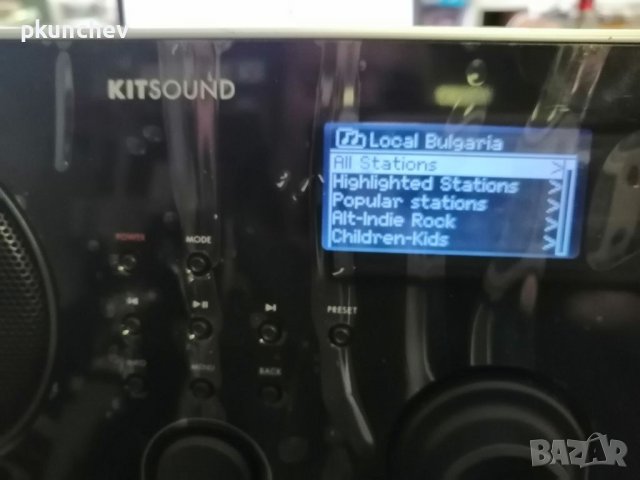 pkunchev
KITSOUND
Local Bulgaria
All Stations
Highlighted Stations
Popular stations
Alt-Indie Rock
Children-Kids
POWER
MODE
PRESET
MENU
BACK
BAZAR